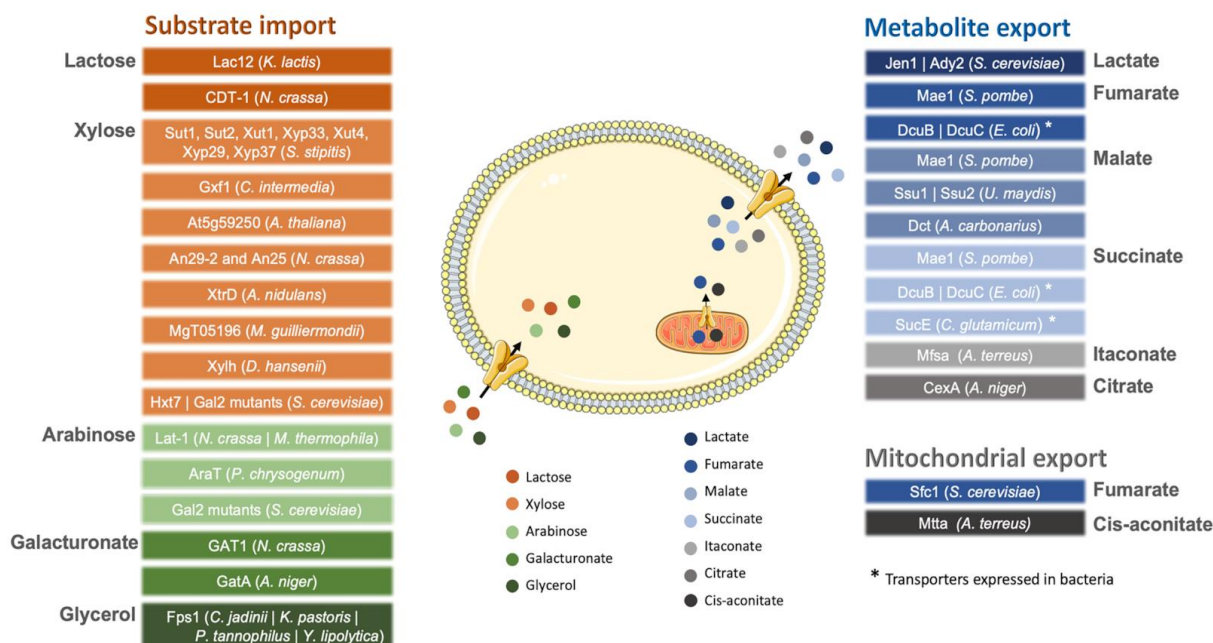 Substrate import
Lactose
Lac12 (K. lactis)
CDT-1 (N. crassa)
Xylose
Sut1, Sut2, Xut1, Xyp33, Xut4,
Xyp29, Xyp37 (S. stipitis)
Gxf1 (C. intermedia)
At5g59250 (A. thaliana)
An29-2 and An25 (N. crassa)
XtrD (A. nidulans)
MgT05196 (M. guilliermondii)
Xylh (D. hansenii)
Hxt7 | Gal2 mutants (S. cerevisiae)
Arabinose
Lat-1 (N. crassa | M. thermophila)
AraT (P. chrysogenum)
Gal2 mutants (S. cerevisiae)
Galacturonate
GAT1 (N. crassa)
GatA (A. niger)
Glycerol
Fps1 (C. jadinii | K. pastoris |
P. tannophilus | Y. lipolytica)
Lactose
Xylose
Arabinose
Galacturonate
Glycerol
Lactate
Fumarate
Malate
Succinate
Itaconate
Citrate
Cis-aconitate
Metabolite export
Jen1 | Ady2 (S. cerevisiae)
Lactate
Mae1 (S. pombe)
Fumarate
DcuB | DcuC (E. coli) *
Mae1 (S. pombe)
Malate
Ssu1 | Ssu2 (U. maydis)
Dct (A. carbonarius)
Mae1 (S. pombe)
Succinate
DcuB | DcuC (E. coli) *
SucE (C. glutamicum) *
Mfsa (A. terreus)
Itaconate
CexA (A. niger)
Citrate
Mitochondrial export
Sfc1 (S. cerevisiae)
Fumarate
Mtta (A. terreus)
Cis-aconitate
* Transporters expressed in bacteria